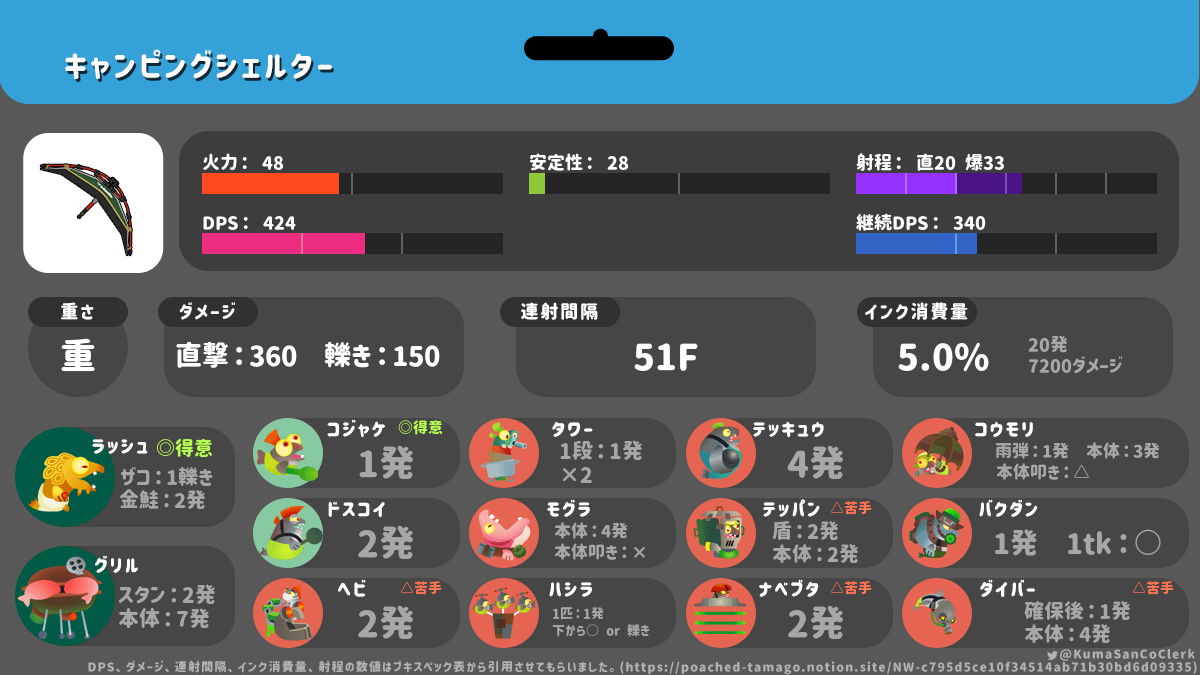 キャンピングシェルター
火力： 48
安定性： 28
射程： 直20 爆33
DPS： 424
継続DPS： 340
重さ
重
ダメージ
直撃：360 轢き：150
連射間隔
51F
インク消費量
5.0%
20発
7200ダメージ
ラッシュ ◎得意
ザコ：1轢き
金鮭：2発
グリル
スタン：2発
本体：7発
コジャケ ◎得意
1発
タワー
1段：1発
×2
テッキュウ
4発
コウモリ
雨弾：1発 本体：3発
本体叩き：△
ドスコイ
2発
モグラ
本体：4発
本体叩き：×
テッパン △苦手
盾：2発
本体：2発
バクダン
1発 1tk：○
ヘビ △苦手
2発
ハシラ
1匹：1発
下から○ or 轢き
ナベブタ △苦手
2発
ダイバー △苦手
確保後：1発
本体：4発
@KumaSanCoClerk
DPS、ダメージ、連射間隔、インク消費量、射程の数値はブキスペック表から引用させてもらいました。(https://poached-tamago.notion.site/NW-c795d5ce10f34514ab71b30bd6d09335)